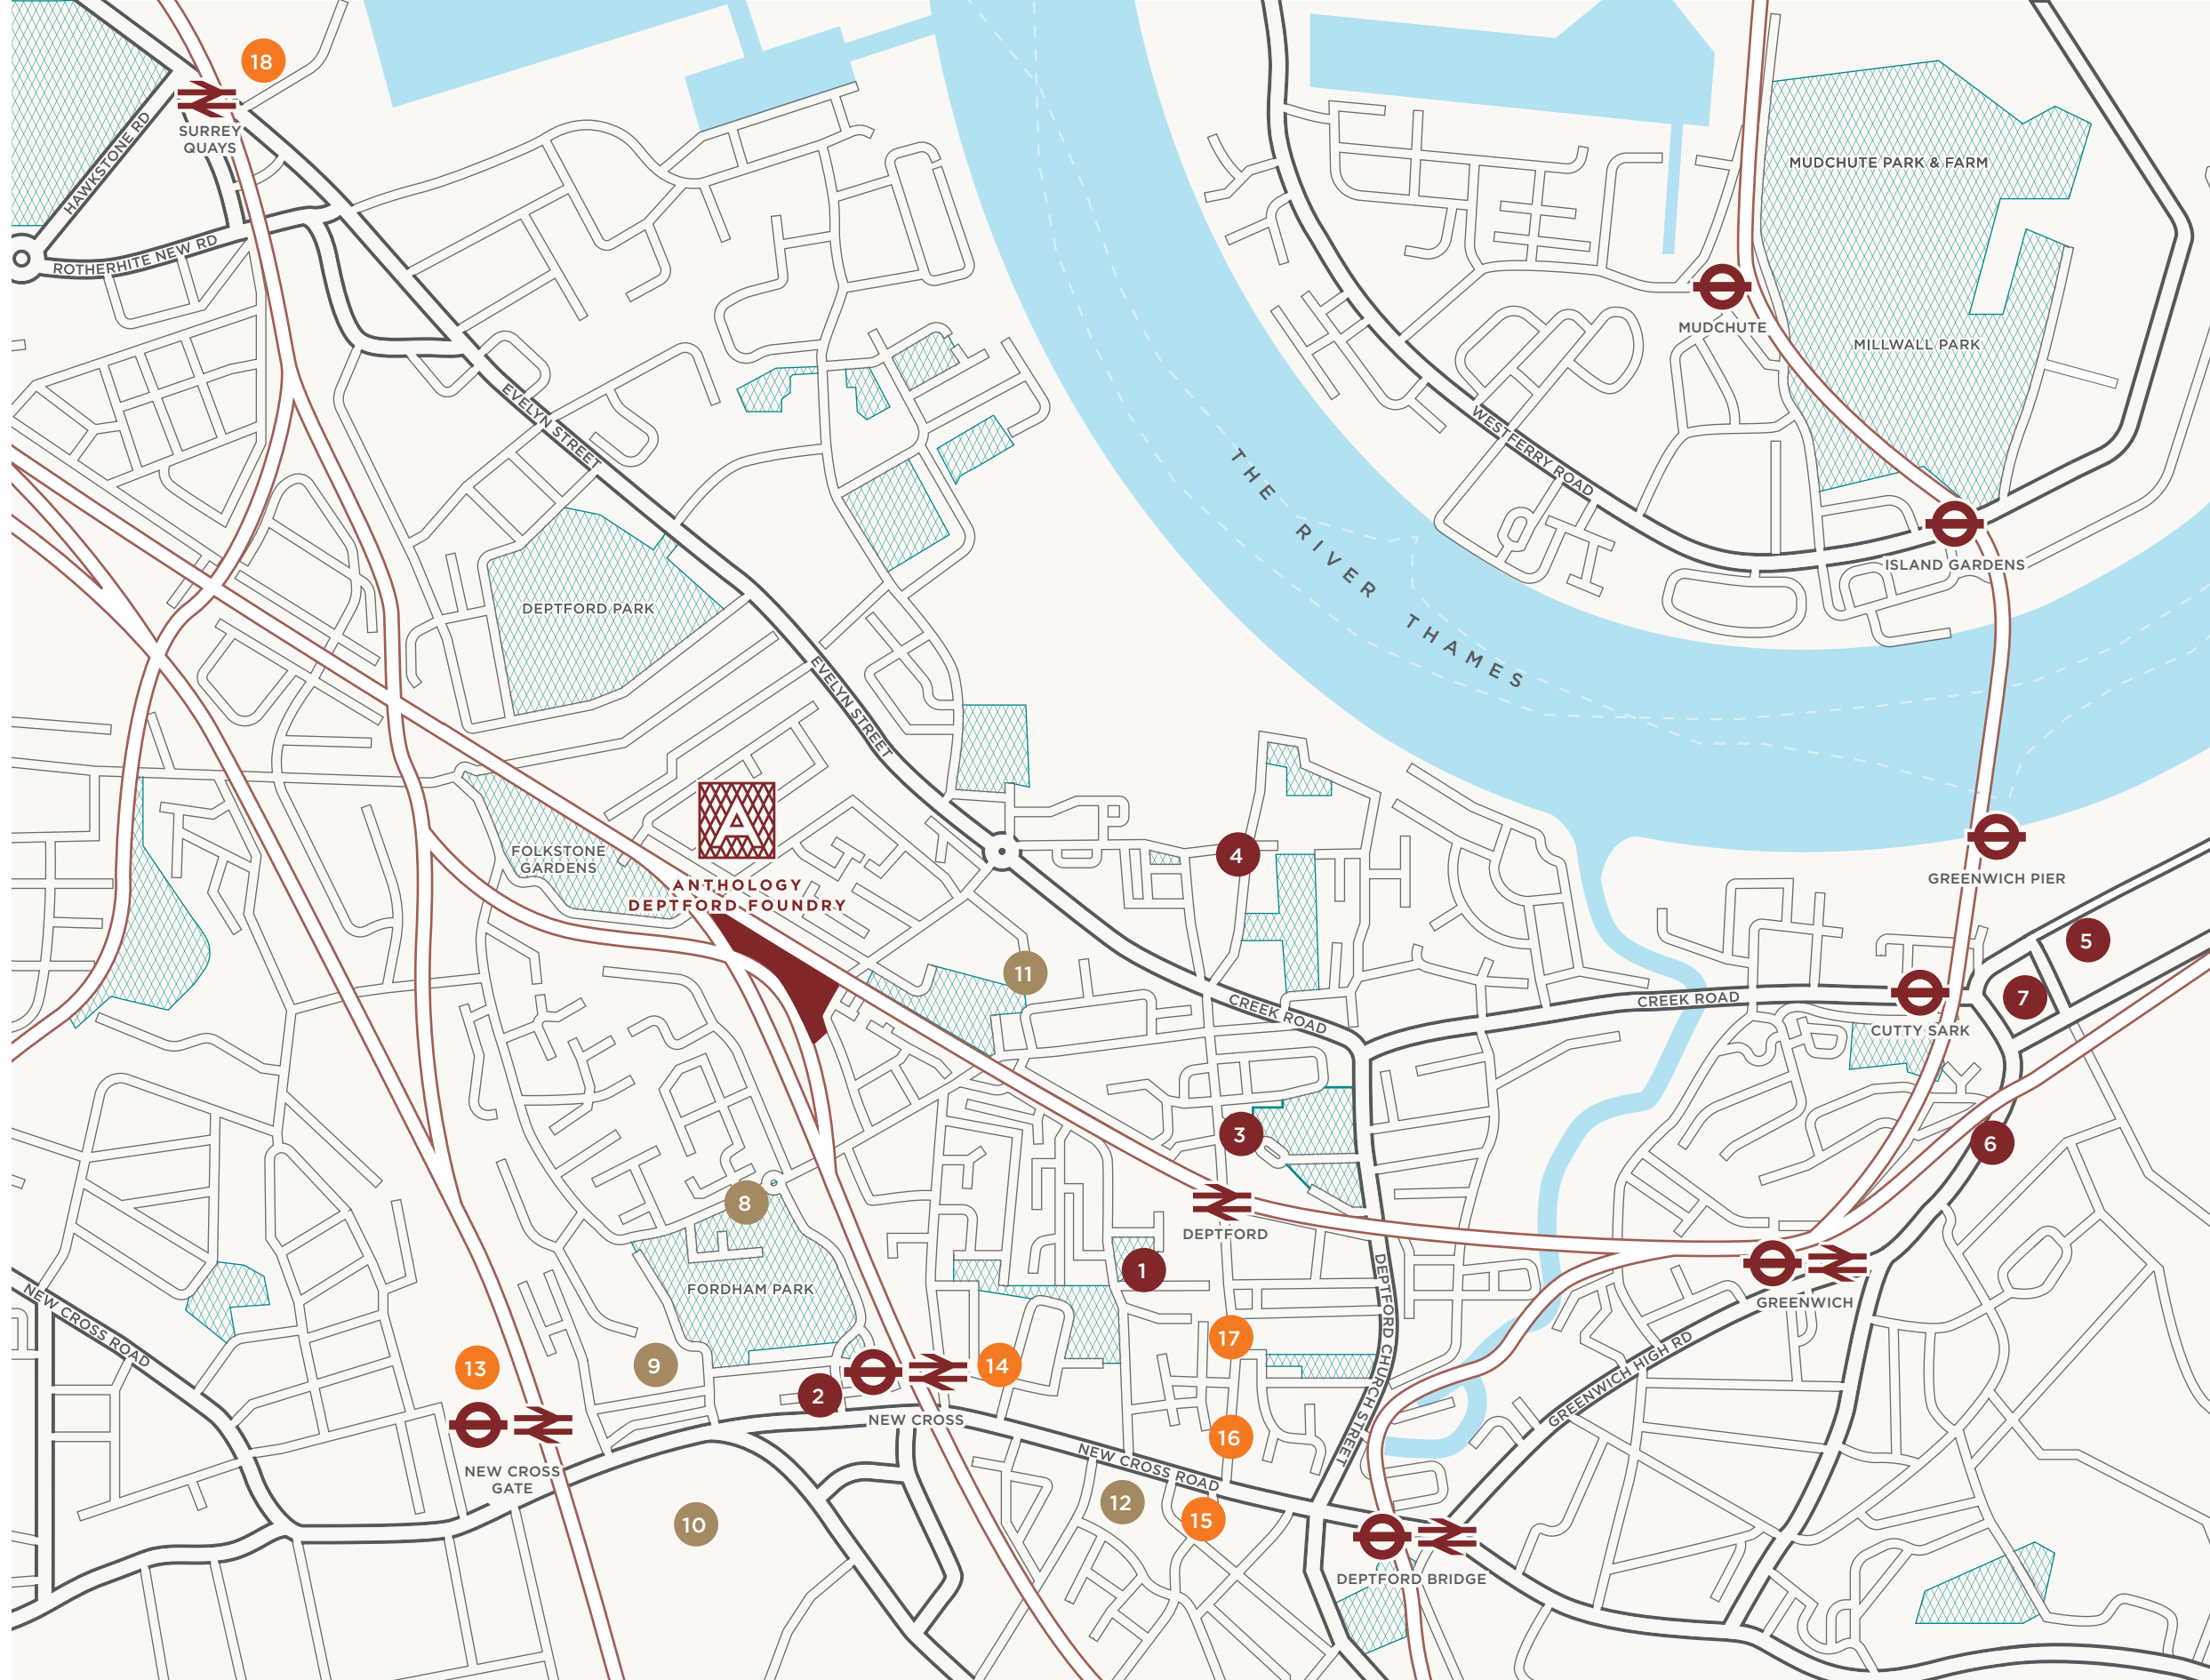 18
SURREY
QUAYS
HAWKSTONE RD
ROTHERHITE NEW RD
MUDCHUTE PARK & FARM
MUDCHUTE
MILLWALL PARK
EVELYN STREET
WESTFERRY ROAD
THE RIVER THAMES
ISLAND GARDENS
DEPTFORD PARK
EVELYN STREET
A
FOLKSTONE
GARDENS
ANTHOLOGY
DEPTFORD FOUNDRY
4
GREENWICH PIER
5
11
7
CREEK ROAD
CREEK ROAD
CUTTY SARK
3
6
8
DEPTFORD
1
FORDHAM PARK
DEPTFORD CHURCH STREET
GREENWICH
NEW CROSS ROAD
17
GREENWICH HIGH RD
13
9
14
2
NEW CROSS
16
NEW CROSS
GATE
NEW CROSS ROAD
12
15
10
DEPTFORD BRIDGE